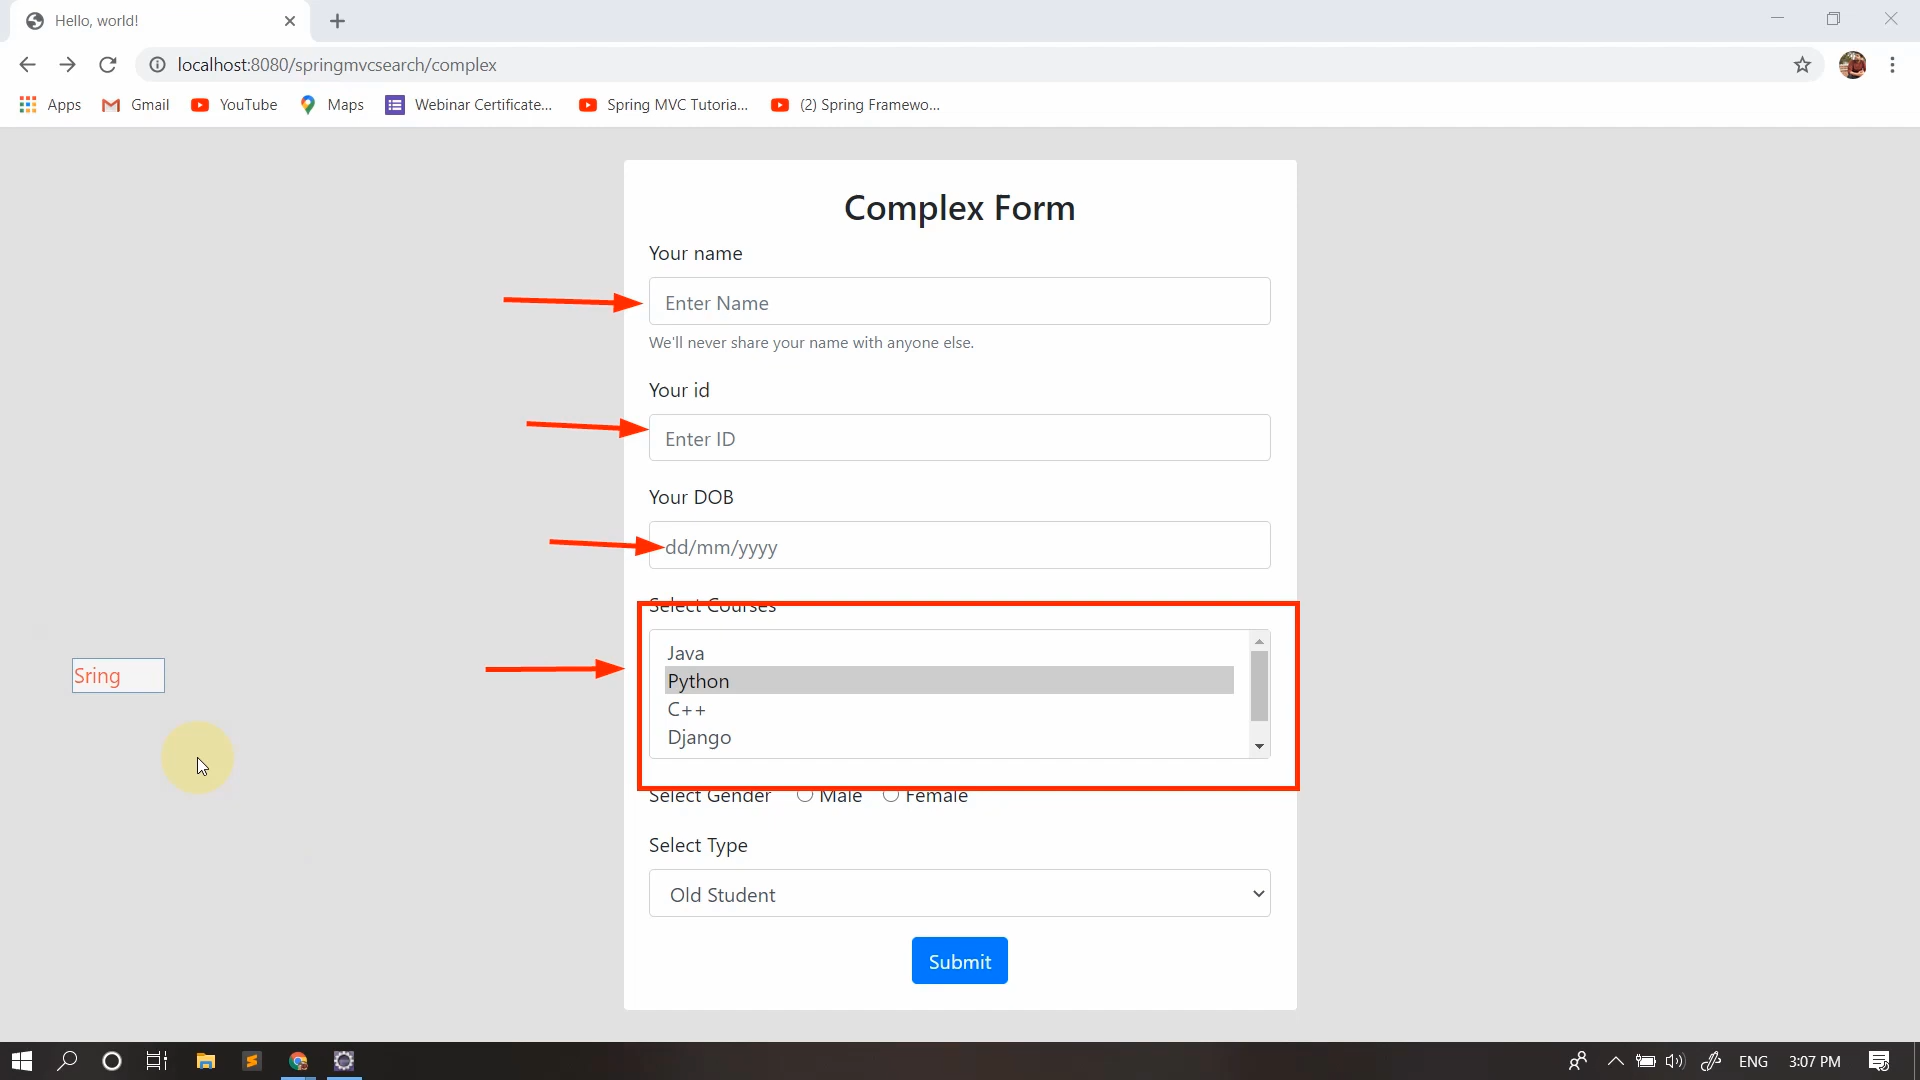 Hello, world!
localhost:8080/springmvcsearch/complex
Apps
Gmail
YouTube
Maps
Webinar Certificate...
Spring MVC Tutoria...
(2) Spring Framewo...
Complex Form
Your name
Enter Name
We'll never share your name with anyone else.
Your id
Enter ID
Your DOB
dd/mm/yyyy
Select Courses
Java
Python
C++
Django
Sring
Select Gender Male Female
Select Type
Old Student
Submit
ENG 3:07 PM